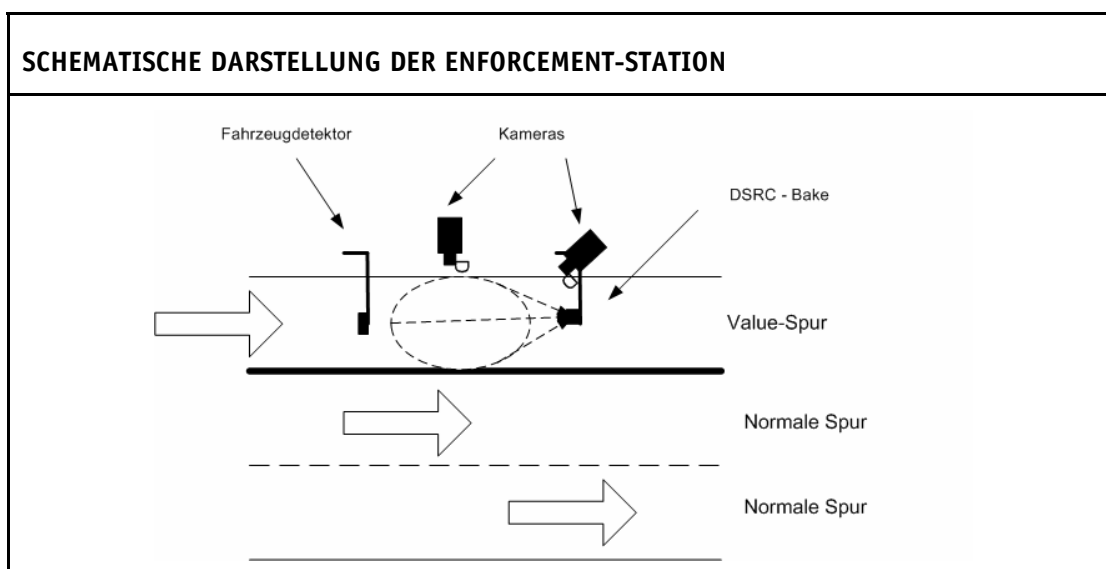 SCHEMATISCHE DARSTELLUNG DER ENFORCEMENT-STATION
Fahrzeugdetektor
Kameras
DSRC - Bake
Value-Spur
Normale Spur
Normale Spur